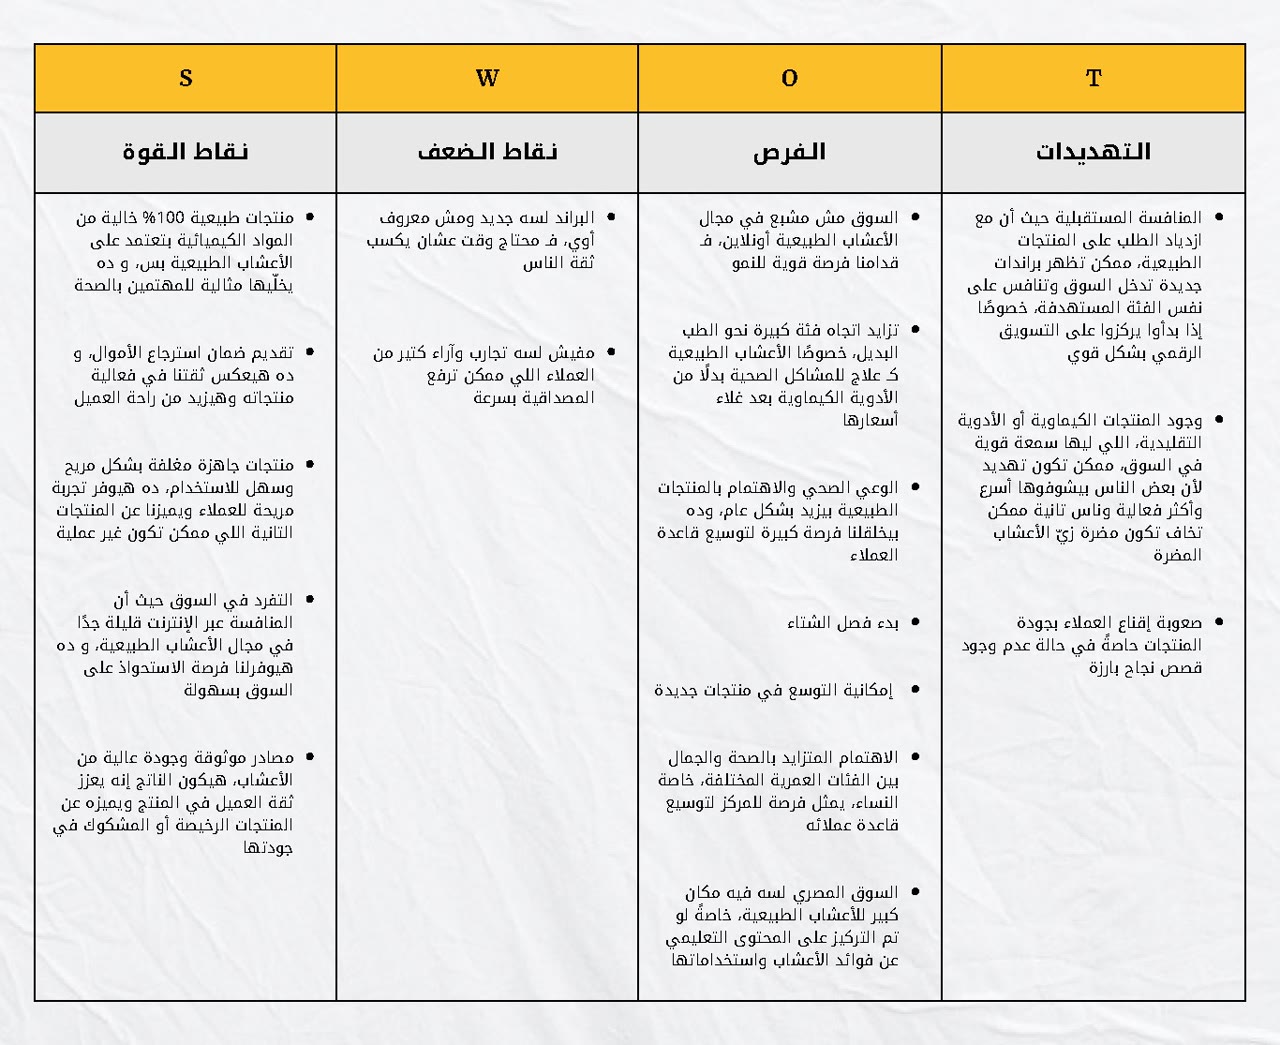 S
نقاط القوة
منتجات طبيعية 100% خالية من
المواد الكيميائية بتعتمد على
الأعشاب الطبيعية بس، و ده
يخلّيها مثالية للمهتمين بالصحة
تقديم ضمان استرجاع الأموال، و
ده هيعكس ثقتنا في فعالية
منتجاته وهيزيد من راحة العميل
منتجات جاهزة مغلفة بشكل مريح
وسهل للاستخدام، ده هيوفر تجربة
مريحة للعملاء ويميزنا عن المنتجات
التانية اللي ممكن تكون غير عملية
التفرد في السوق حيث أن
المنافسة عبر الإنترنت قليلة جدًا
في مجال الأعشاب الطبيعية، و ده
هيوفرلنا فرصة الاستحواذ على
السوق بسهولة
مصادر موثوقة وجودة عالية من
الأعشاب، هيكون الناتج إنه يعزز
ثقة العميل في المنتج ويميزه عن
المنتجات الرخيصة أو المشكوك في
جودتها
W
نقاط الضعف
البراند لسه جديد ومش معروف
أوي، فـ محتاج وقت عشان يكسب
ثقة الناس
مفيش لسه تجارب وآراء كتير من
العملاء اللي ممكن ترفع
المصداقية بسرعة
O
الفرص
السوق مش مشبع في مجال
الأعشاب الطبيعية أونلاين، فـ
قدامنا فرصة قوية للنمو
تزايد اتجاه فئة كبيرة نحو الطب
البديل، خصوصًا الأعشاب الطبيعية
كـ علاج للمشاكل الصحية بدلًا من
الأدوية الكيماوية بعد غلاء
أسعارها
الوعي الصحي والاهتمام بالمنتجات
الطبيعية بيزيد بشكل عام، وده
بيخلقلنا فرصة كبيرة لتوسيع قاعدة
العملاء
بدء فصل الشتاء
إمكانية التوسع في منتجات جديدة
الاهتمام المتزايد بالصحة والجمال
بين الفئات العمرية المختلفة، خاصة
النساء، يمثل فرصة للمركز لتوسيع
قاعدة عملائه
السوق المصري لسه فيه مكان
كبير للأعشاب الطبيعية، خاصةً لو
تم التركيز على المحتوى التعليمي
عن فوائد الأعشاب واستخداماتها
T
التهديدات
المنافسة المستقبلية حيث أن مع
ازدياد الطلب على المنتجات
الطبيعية، ممكن تظهر براندات
جديدة تدخل السوق وتنافس على
نفس الفئة المستهدفة، خصوصًا
إذا بدأوا يركزوا على التسويق
الرقمي بشكل قوي
وجود المنتجات الكيماوية أو الأدوية
التقليدية، اللي ليها سمعة قوية
في السوق، ممكن تكون تهديد
لأن بعض الناس بيشوفوها أسرع
وأكثر فعالية وناس تانية ممكن
تخاف تكون مضرة زيّ الأعشاب
المضرة
صعوبة إقناع العملاء بجودة
المنتجات حاصةً في حالة عدم وجود
قصص نجاح بارزة